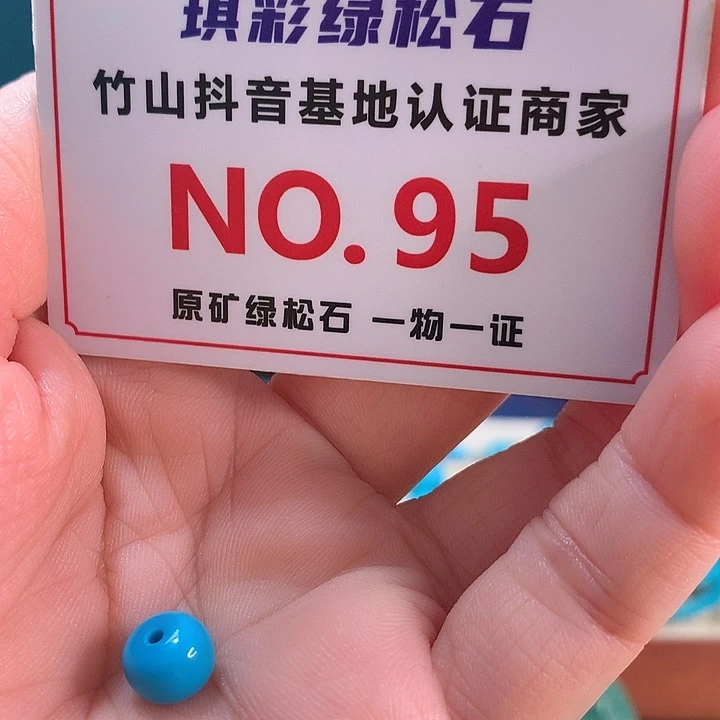 琪彩绿松石
竹山抖音基地认证商家
NO.95
原矿绿松石 一物一证